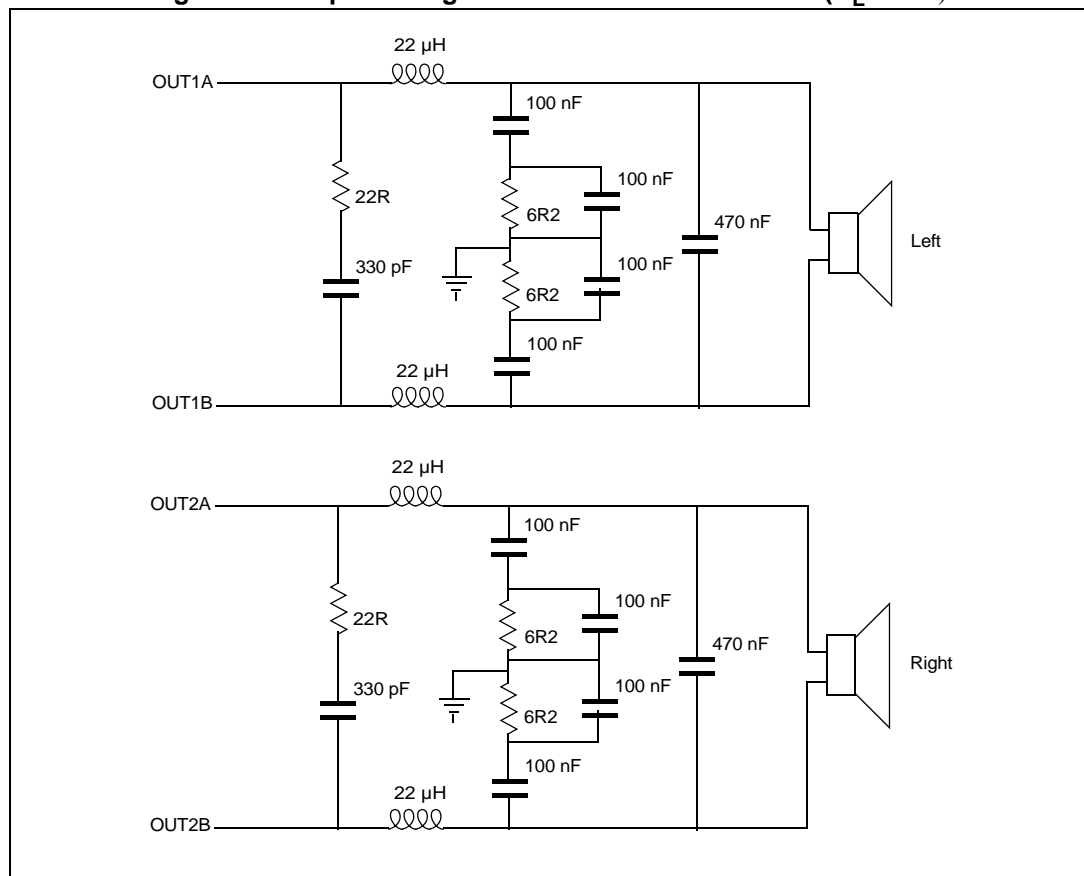 22 µH
OUT1A
100 nF
22R
100 nF
6R2
470 nF
Left
330 pF
100 nF
6R2
100 nF
22 µH
OUT1B
22 µH
OUT2A
100 nF
22R
100 nF
6R2
470 nF
Right
330 pF
100 nF
6R2
100 nF
22 µH
OUT2B